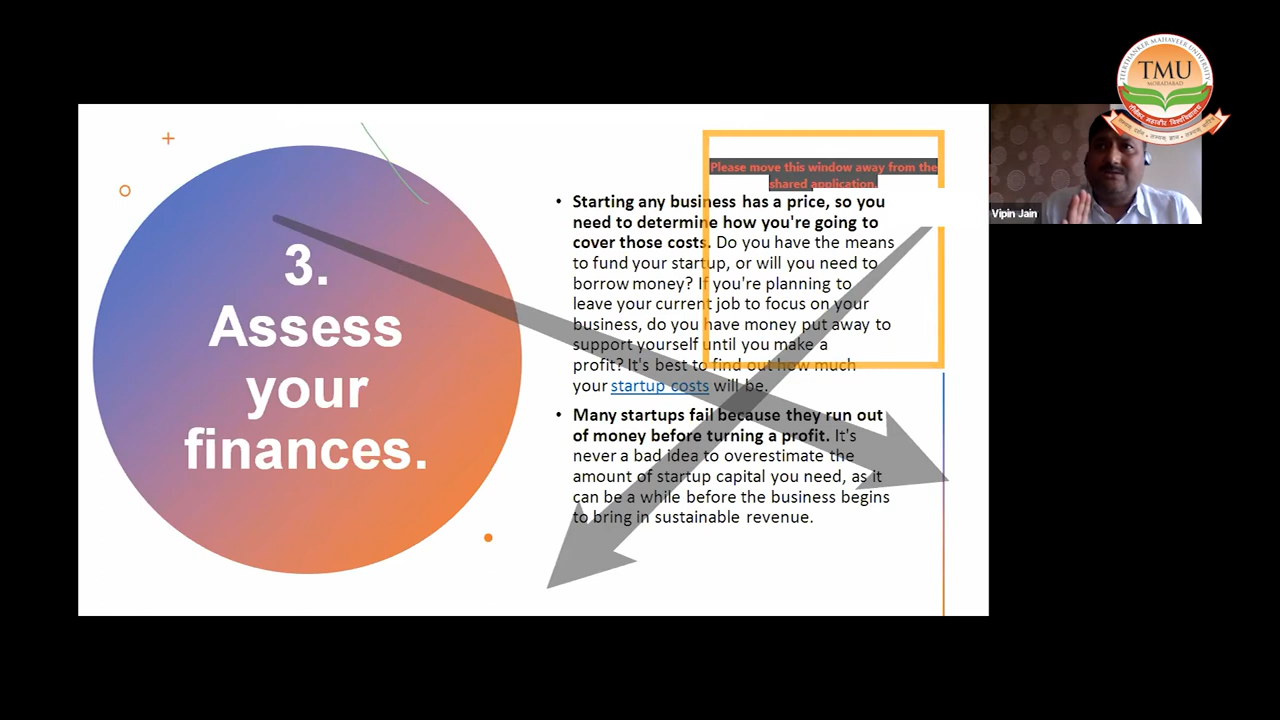 TEERTHANKER MAHAVEER UNIVERSITY
TMU
MORADABAD
Vipin Jain
3.
Assess
your
finances.
Please move this window away from the
shared application.
• Starting any business has a price, so you
need to determine how you're going to
cover those costs. Do you have the means
to fund your startup, or will you need to
borrow money? If you're planning to
leave your current job to focus on your
business, do you have money put away to
support yourself until you make a
profit? It's best to find out how much
your startup costs will be.
• Many startups fail because they run out
of money before turning a profit. It's
never a bad idea to overestimate the
amount of startup capital you need, as it
can be a while before the business begins
to bring in sustainable revenue.